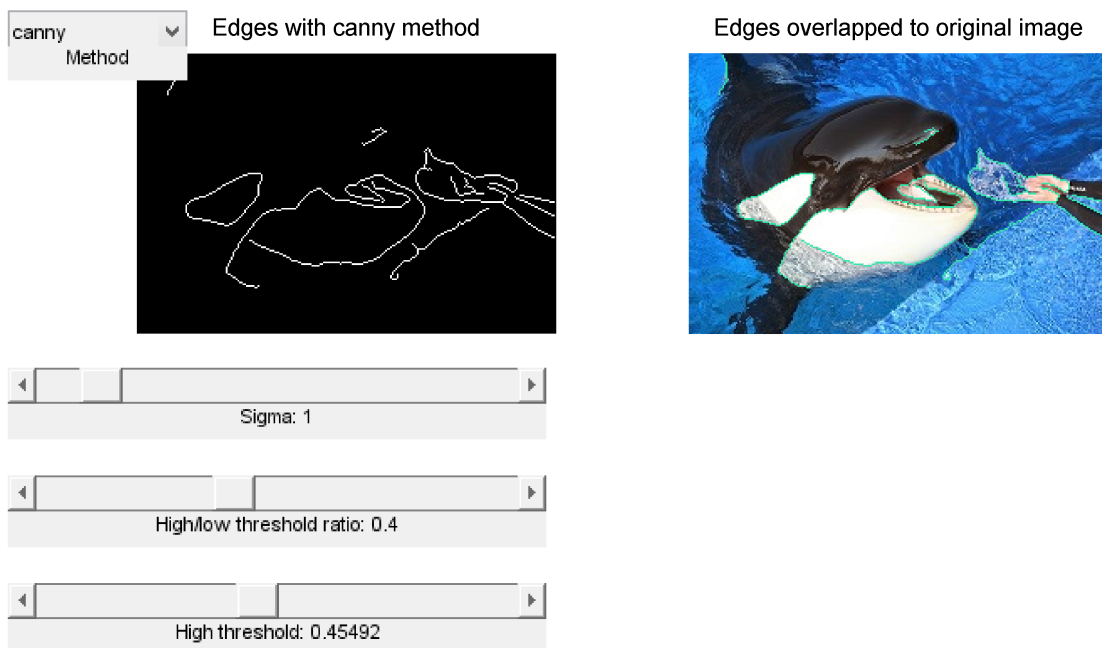 canny
Method
Edges with canny method
Edges overlapped to original image
Sigma: 1
High/low threshold ratio: 0.4
High threshold: 0.45492